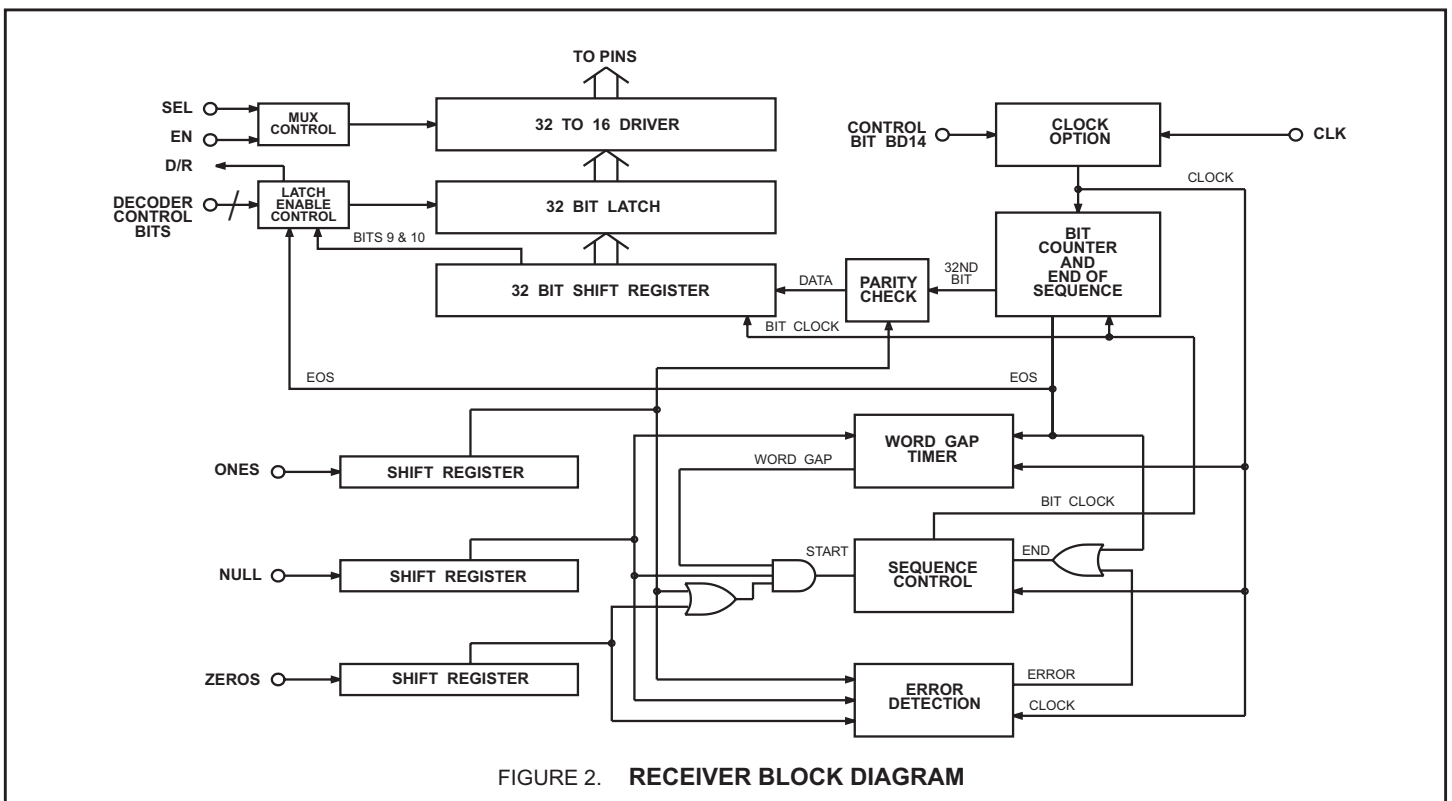 TO PINS
SEL
EN
MUX
CONTROL
32 TO 16 DRIVER
CONTROL
BIT BD14
CLOCK
OPTION
CLK
D/R
DECODER
CONTROL
BITS
LATCH
ENABLE
CONTROL
32 BIT LATCH
CLOCK
BITS 9 & 10
32 BIT SHIFT REGISTER
DATA
PARITY
CHECK
32ND
BIT
BIT
COUNTER
AND
END OF
SEQUENCE
BIT CLOCK
EOS
EOS
ONES
SHIFT REGISTER
WORD GAP
WORD GAP
TIMER
BIT CLOCK
NULL
SHIFT REGISTER
START
SEQUENCE
CONTROL
END
ZEROS
SHIFT REGISTER
ERROR
DETECTION
ERROR
CLOCK
FIGURE 2. RECEIVER BLOCK DIAGRAM